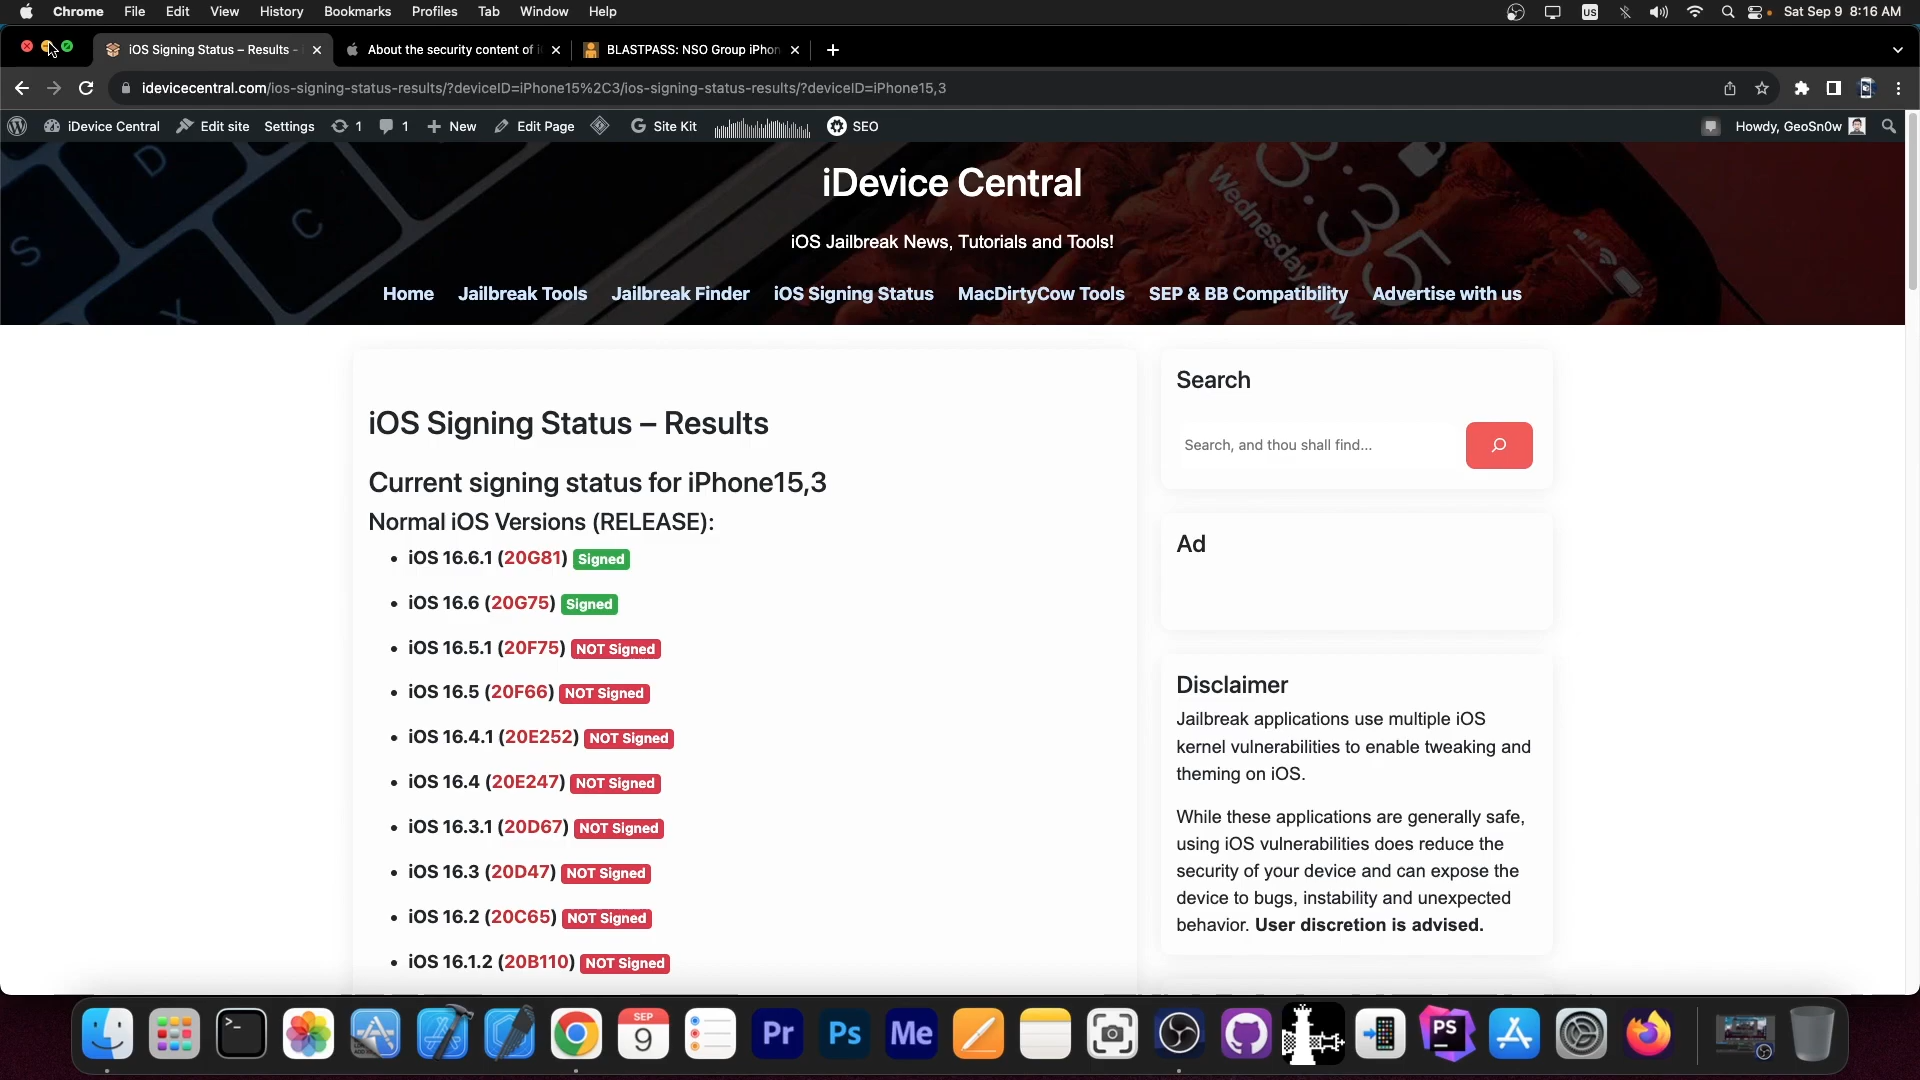 Chrome File Edit View History Bookmarks Profiles Tab Window Help
US Sat Sep 9 8:16 AM
iOS Signing Status – Results -
About the security content of i
BLASTPASS: NSO Group iPhon
idevicecentral.com/ios-signing-status-results/?deviceID=iPhone15%2C3/ios-signing-status-results/?deviceID=iPhone15,3
iDevice Central Edit site Settings 1 1 New Edit Page Site Kit SEO Howdy, GeoSn0w
iDevice Central
iOS Jailbreak News, Tutorials and Tools!
Home Jailbreak Tools Jailbreak Finder iOS Signing Status MacDirtyCow Tools SEP & BB Compatibility Advertise with us
iOS Signing Status – Results
Current signing status for iPhone15,3
Normal iOS Versions (RELEASE):
• iOS 16.6.1 (20G81) Signed
• iOS 16.6 (20G75) Signed
• iOS 16.5.1 (20F75) NOT Signed
• iOS 16.5 (20F66) NOT Signed
• iOS 16.4.1 (20E252) NOT Signed
• iOS 16.4 (20E247) NOT Signed
• iOS 16.3.1 (20D67) NOT Signed
• iOS 16.3 (20D47) NOT Signed
• iOS 16.2 (20C65) NOT Signed
• iOS 16.1.2 (20B110) NOT Signed
Search
Search, and thou shall find...
Ad
Disclaimer
Jailbreak applications use multiple iOS
kernel vulnerabilities to enable tweaking and
theming on iOS.
While these applications are generally safe,
using iOS vulnerabilities does reduce the
security of your device and can expose the
device to bugs, instability and unexpected
behavior. User discretion is advised.
SEP
9
Pr
Ps
Me
PS